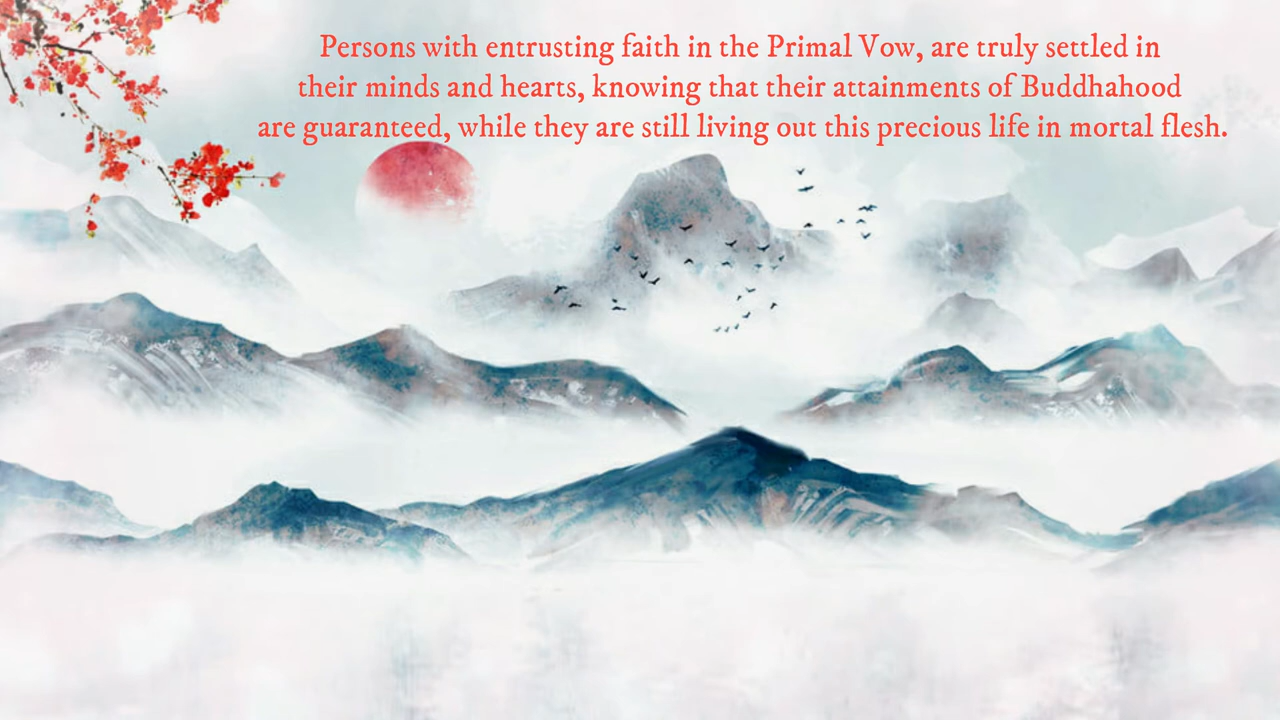 Persons with entrusting faith in the Primal Vow, are truly settled in
their minds and hearts, knowing that their attainments of Buddhahood
are guaranteed, while they are still living out this precious life in mortal flesh.